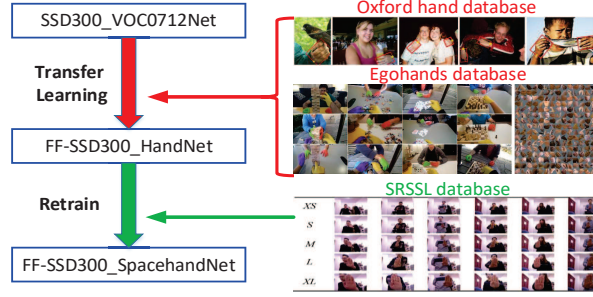 SSD300_VOC0712Net
Transfer
Learning
FF-SSD300_HandNet
Retrain
FF-SSD300_SpacehandNet
Oxford hand database
Egohands database
SRSSL database
XS
S
M
L
XL